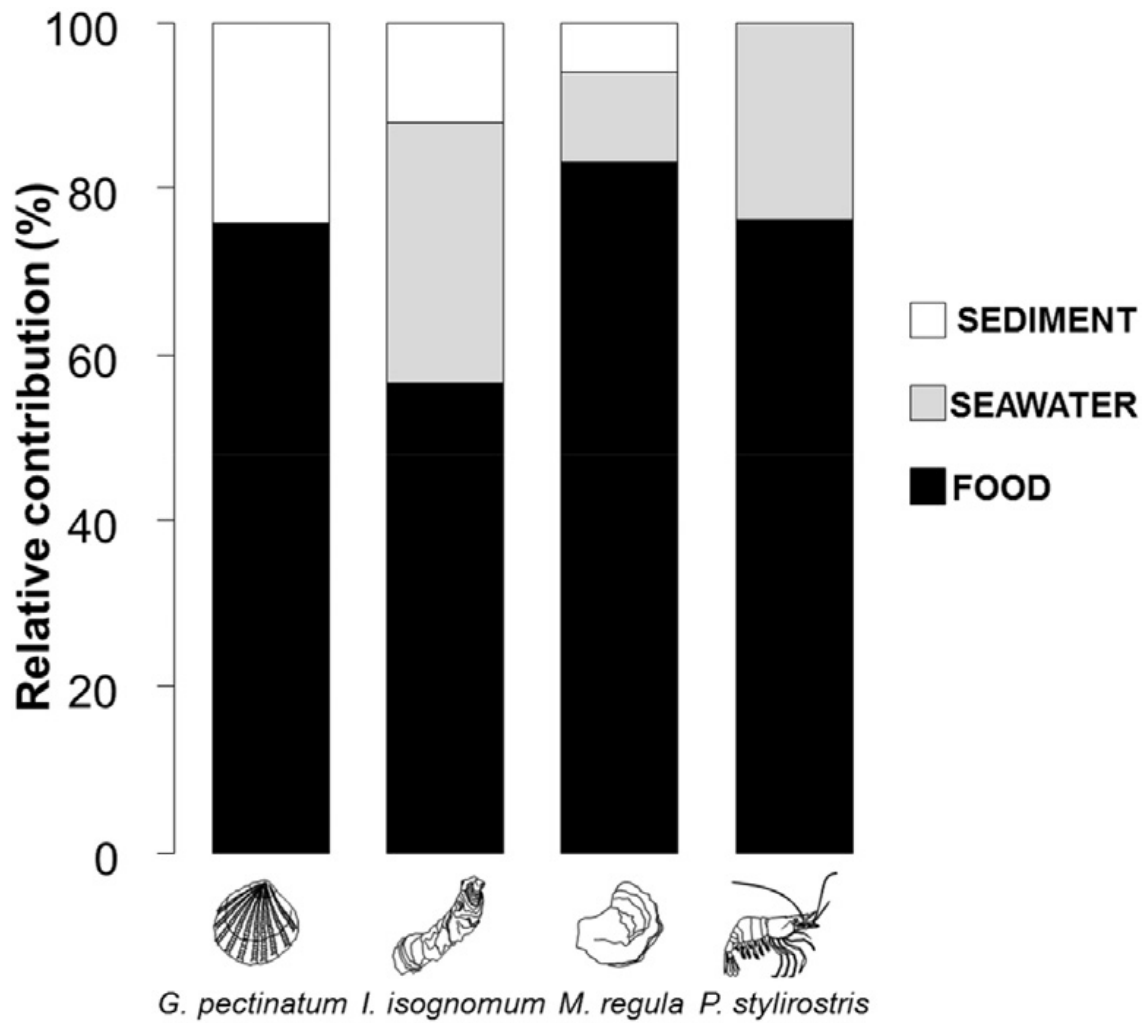 Relative contribution (%)
100
80
60
40
20
0
SEDIMENT
SEAWATER
FOOD
G. pectinatum I. isognomum M. regula P. stylirostris